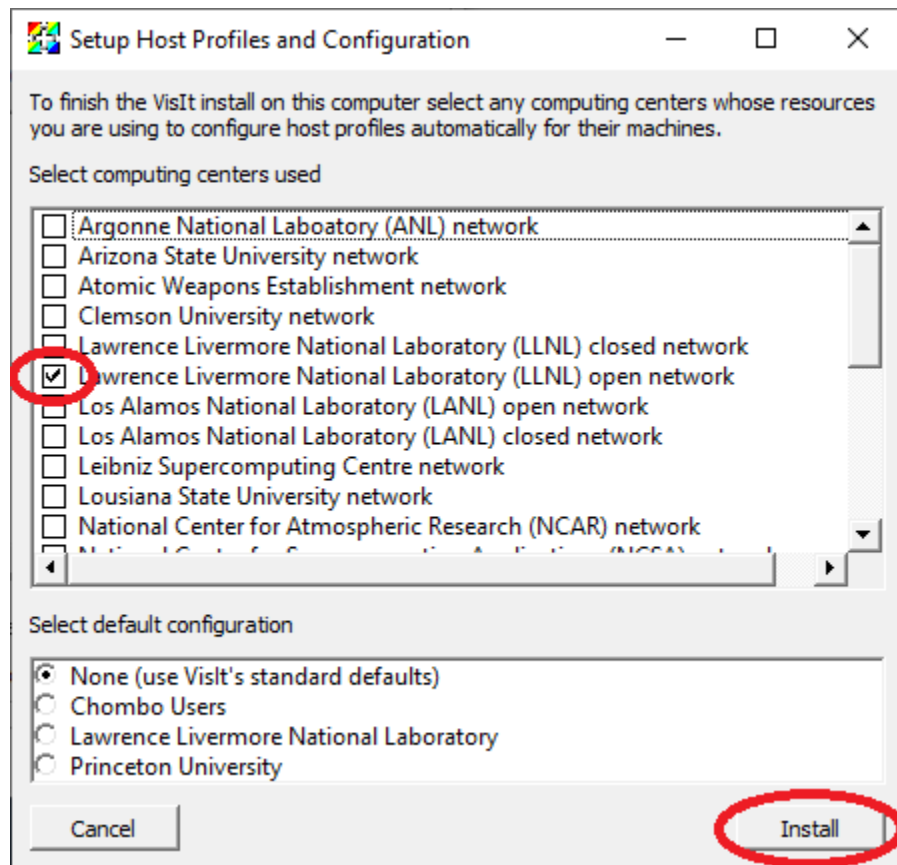 Setup Host Profiles and Configuration
To finish the VisIt install on this computer select any computing centers whose resources
you are using to configure host profiles automatically for their machines.
Select computing centers used
Argonne National Laboatory (ANL) network
Arizona State University network
Atomic Weapons Establishment network
Clemson University network
Lawrence Livermore National Laboratory (LLNL) closed network
Lawrence Livermore National Laboratory (LLNL) open network
Los Alamos National Laboratory (LANL) open network
Los Alamos National Laboratory (LANL) closed network
Leibniz Supercomputing Centre network
Lousiana State University network
National Center for Atmospheric Research (NCAR) network
Select default configuration
None (use VisIt's standard defaults)
Chombo Users
Lawrence Livermore National Laboratory
Princeton University
Cancel
Install